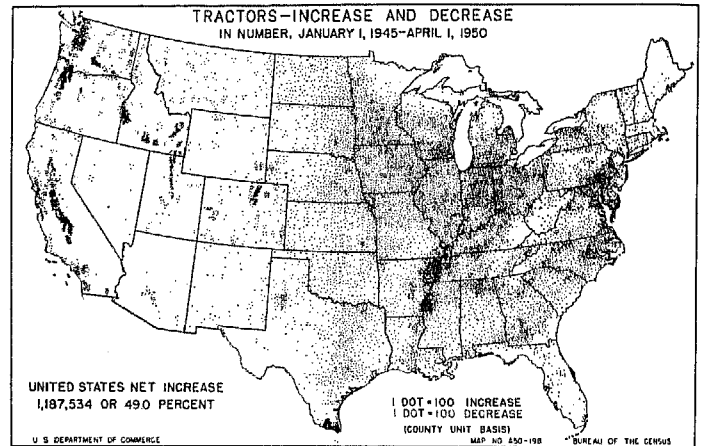 TRACTORS-INCREASE AND DECREASE
IN NUMBER, JANUARY 1, 1945-APRIL 1, 1950
UNITED STATES NET INCREASE
1,187,534 OR 49.0 PERCENT
1 DOT=100 INCREASE
1 DOT=100 DECREASE
(COUNTY UNIT BASIS)
U S DEPARTMENT OF COMMERCE
MAP NO. A50-198
BUREAU OF THE CENSUS